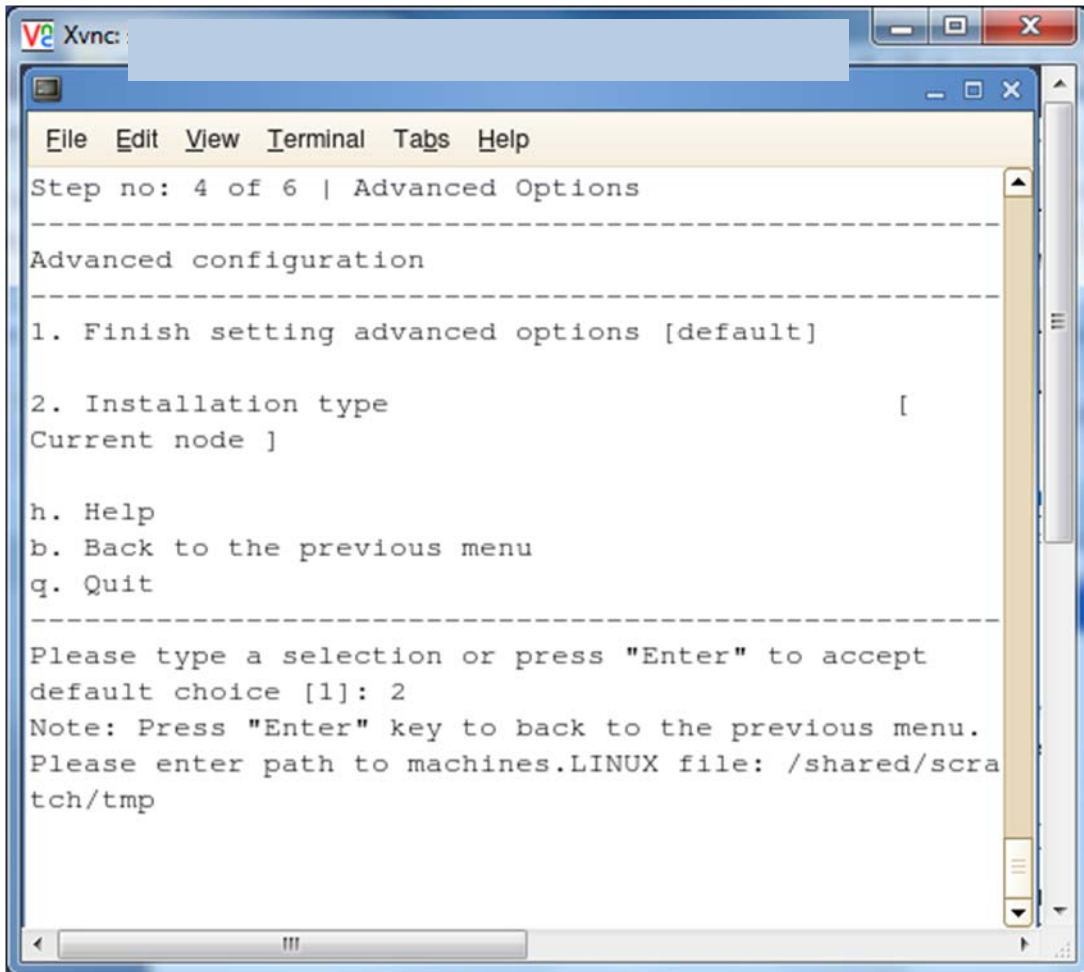 Xvnc:
File Edit View Terminal Tabs Help
Step no: 4 of 6 | Advanced Options
--------------------------------------------------------
Advanced configuration
--------------------------------------------------------
1. Finish setting advanced options [default]
2. Installation type [
Current node ]
h. Help
b. Back to the previous menu
q. Quit
--------------------------------------------------------
Please type a selection or press "Enter" to accept
default choice [1]: 2
Note: Press "Enter" key to back to the previous menu.
Please enter path to machines.LINUX file: /shared/scra
tch/tmp